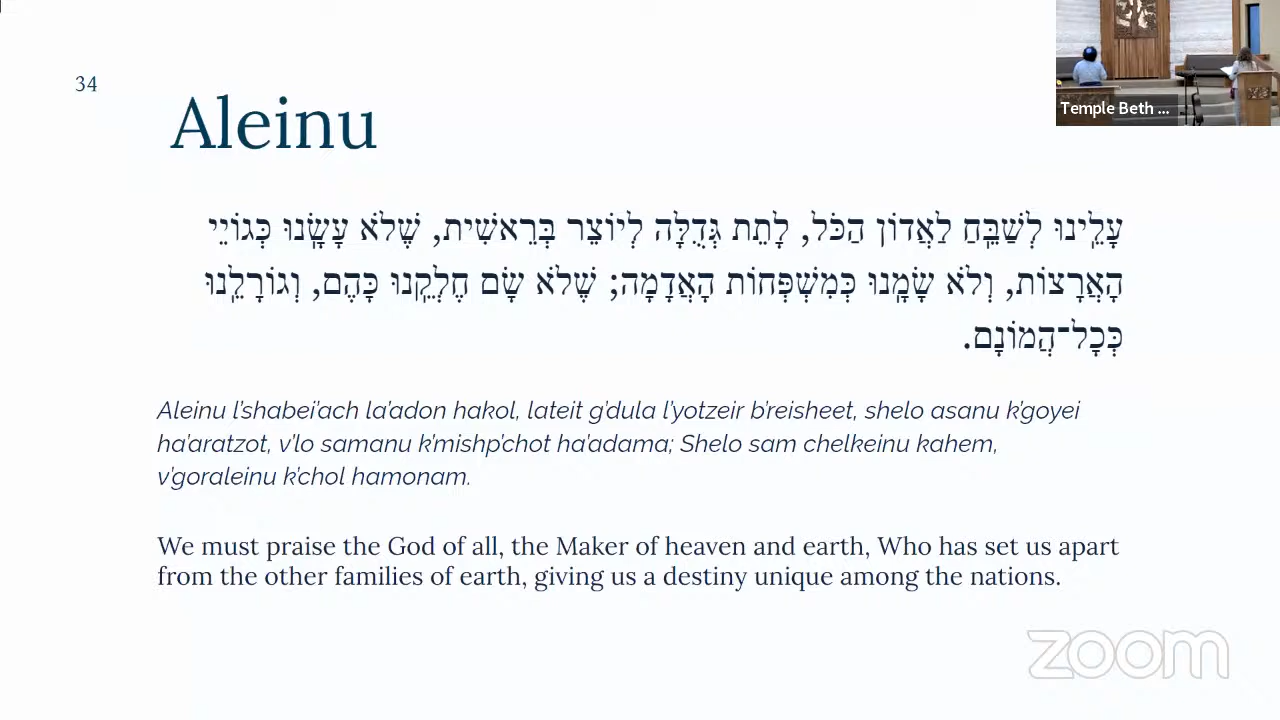 34
Aleinu
Temple Beth ...
עָלֵֽינוּ לְשַׁבֵּֽחַ לַאֲדוֹן הַכֹּל, לָתֵת גְּדֻלָּה לְיוֹצֵר בְּרֵאשִׁית, שֶׁלֹּא עָשָֽׂנוּ כְּגוֹיֵי
הָאֲרָצוֹת, וְלֹא שָׂמָֽנוּ כְּמִשְׁפְּחוֹת הָאֲדָמָה; שֶׁלֹּא שָׂם חֶלְקֵֽנוּ כָּהֶם, וְגוֹרָלֵֽנוּ
כְּכָל־הֲמוֹנָם.
Aleinu l’shabei’ach la’adon hakol, lateit g’dula l’yotzeir b’reisheet, shelo asanu k’goyei
ha’aratzot, v’lo samanu k’mishp’chot ha’adama; Shelo sam chelkeinu kahem,
v’goraleinu k’chol hamonam.
We must praise the God of all, the Maker of heaven and earth, Who has set us apart
from the other families of earth, giving us a destiny unique among the nations.
zoom